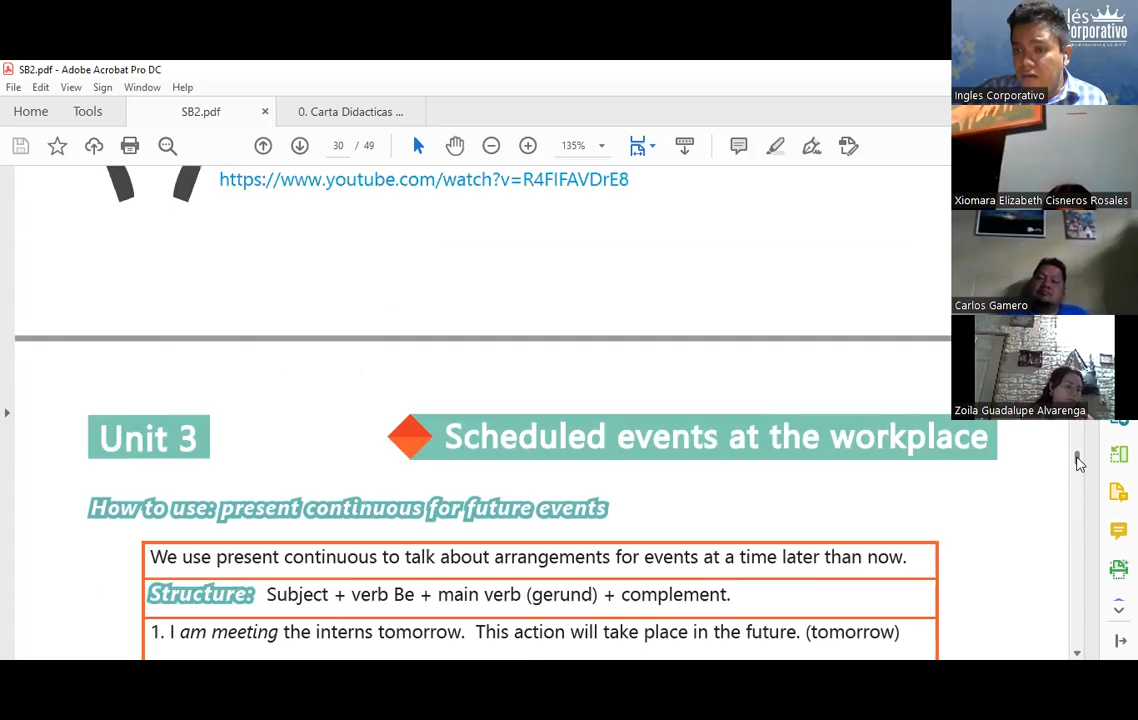 SB2.pdf - Adobe Acrobat Pro DC
File Edit View Sign Window Help
Home Tools SB2.pdf × 0. Carta Didacticas ...
30 / 49 135%
https://www.youtube.com/watch?v=R4FIFAVDrE8
Unit 3 Scheduled events at the workplace
How to use: present continuous for future events
We use present continuous to talk about arrangements for events at a time later than now.
Structure: Subject + verb Be + main verb (gerund) + complement.
1. I am meeting the interns tomorrow. This action will take place in the future. (tomorrow)
lés
Corporativo
Ingles Corporativo
Xiomara Elizabeth Cisneros Rosales
Carlos Gamero
Zoila Guadalupe Alvarenga